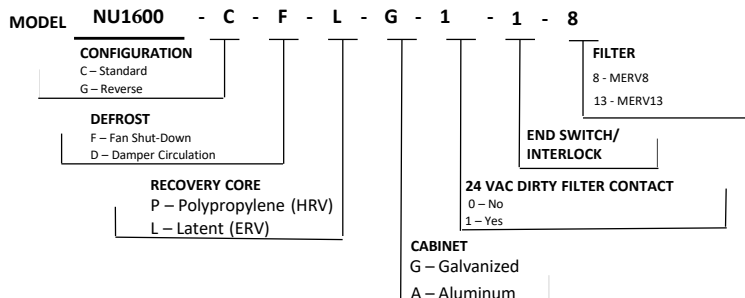 MODEL NU1600 - C - F - L - G - 1 - 1 - 8
CONFIGURATION
C – Standard
G – Reverse
FILTER
8 - MERV8
13 - MERV13
DEFROST
F – Fan Shut-Down
D – Damper Circulation
END SWITCH/
INTERLOCK
RECOVERY CORE
P – Polypropylene (HRV)
L – Latent (ERV)
24 VAC DIRTY FILTER CONTACT
0 – No
1 – Yes
CABINET
G – Galvanized
A – Aluminum